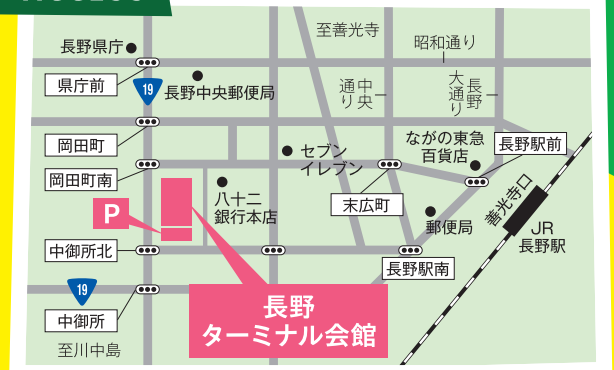 至善光寺
昭和通り
長野県庁
県庁前
19
長野中央郵便局
中央
通り
長野
大通り
岡田町
セブン
イレブン
ながの東急
百貨店
長野駅前
岡田町南
八十二
銀行本店
末広町
善光寺口
P
郵便局
JR
長野駅
中御所北
長野駅南
19
長野
ターミナル会館
中御所
至川中島